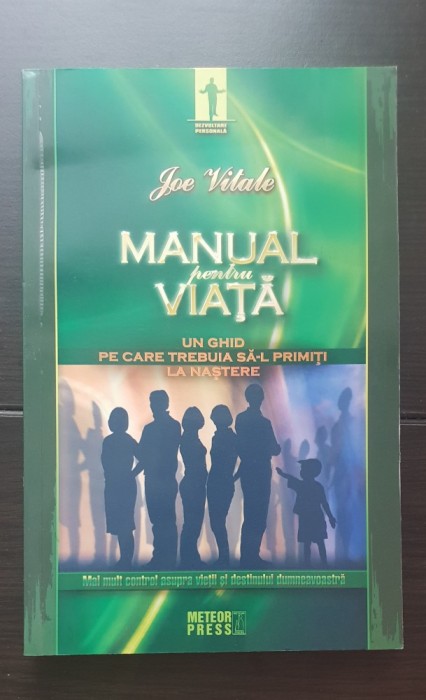 DEZVOLTARE
PERSONALĂ
Joe Vitale
MANUAL
pentru
VIAȚĂ
UN GHID
PE CARE TREBUIA SĂ-L PRIMIȚI
LA NAȘTERE
Mai mult control asupra vieții și destinului dumneavoastră
METEOR
PRESS